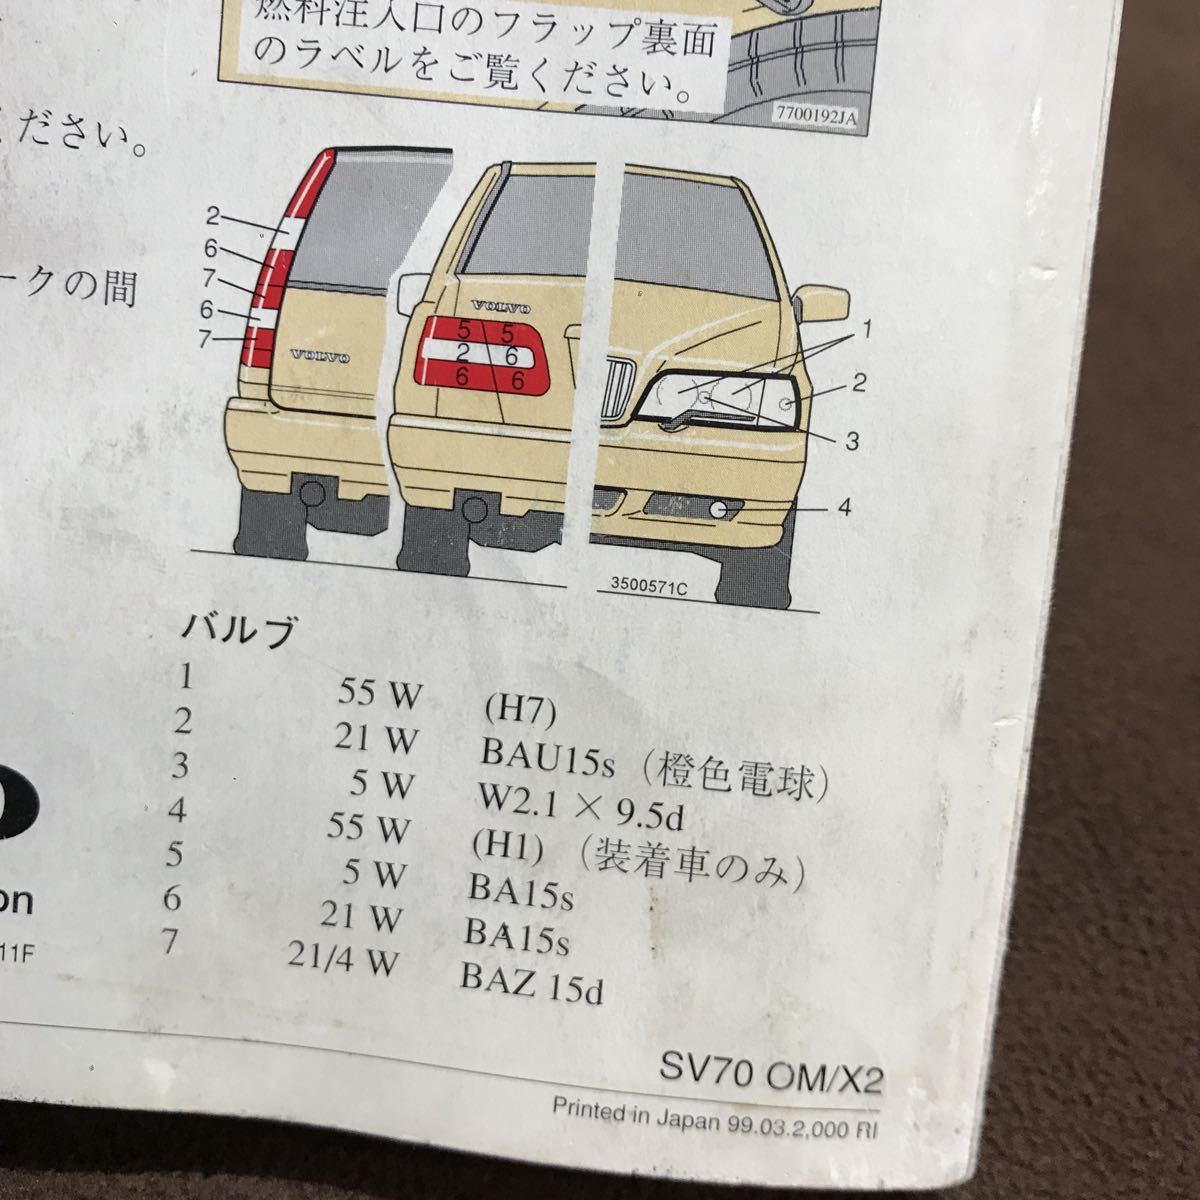 燃料注入口のフラップ裏面
のラベルをご覧ください。
7700192JA
ください。
ークの間
2
6
7
6
7
VOLVO
VOLVO
5 5
2 6
6 6
1
2
3
4
3500571C
バルブ
1 55 W (H7)
2 21 W BAU15s (橙色電球)
3 5 W W2.1 × 9.5d
4 55 W (H1) (装着車のみ)
5 5 W BA15s
6 21 W BA15s
7 21/4 W BAZ 15d
on
11F
SV70 OM/X2
Printed in Japan 99.03.2,000 RI